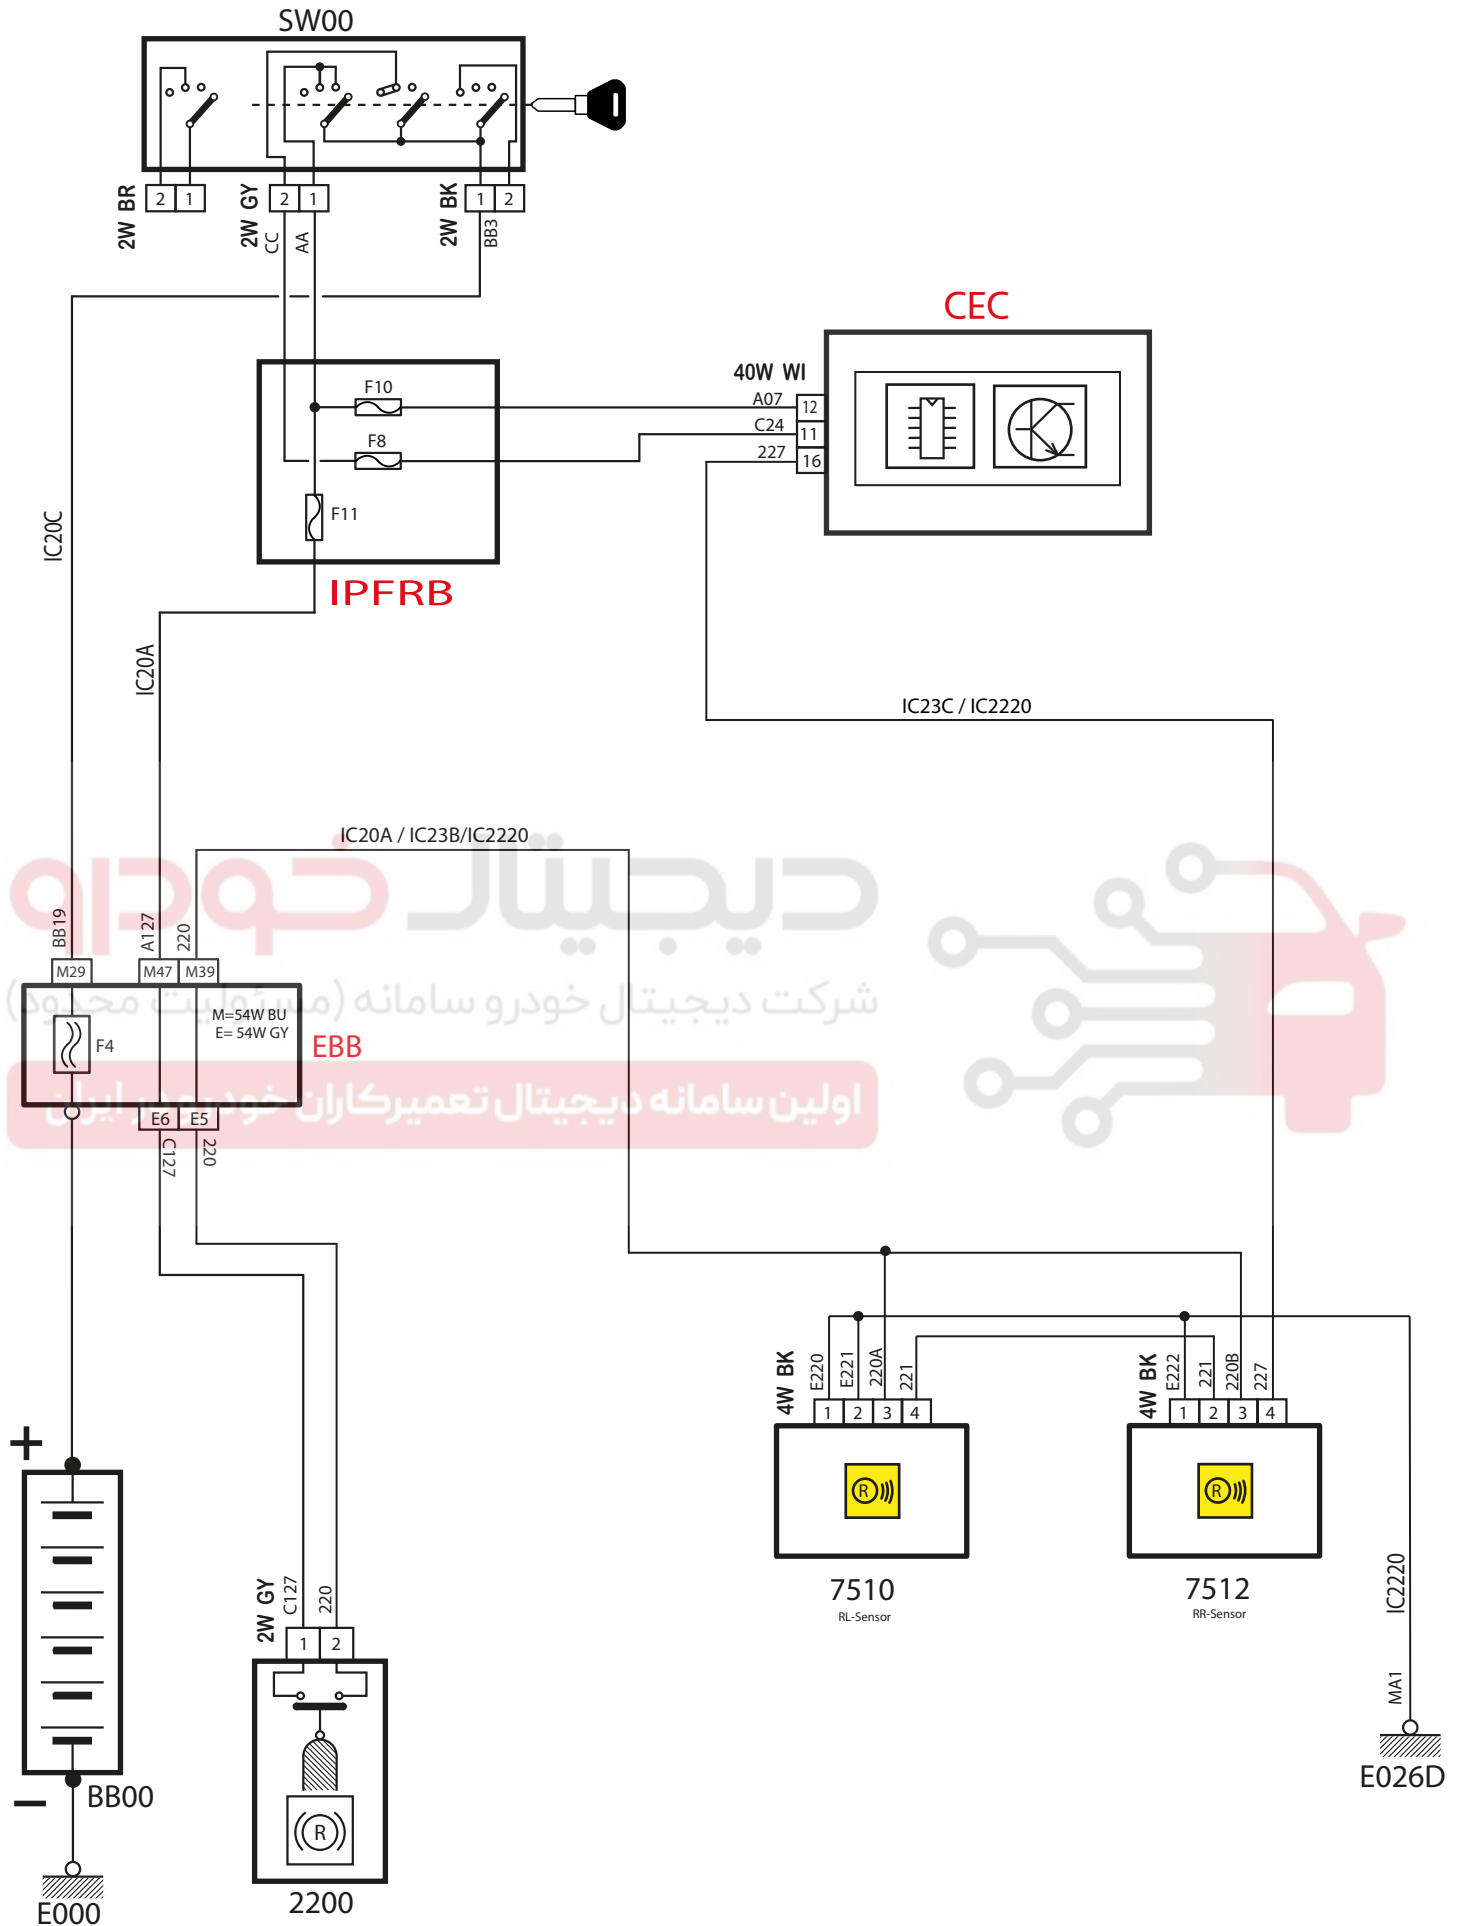 SW00
2W BR
2
1
2W GY
2
1
CC
AA
2W BK
1
2
BB3
CEC
40W WI
A07
12
C24
11
227
16
F10
F8
F11
IPFRB
IC20C
IC20A
IC23C / IC2220
IC20A / IC23B/IC2220
دیجیتال خودرو
شرکت دیجیتال خودرو سامانه (مسئولیت محدود)
اولین سامانه دیجیتال تعمیرکاران خودرو در ایران
BB19
A127
220
M29
M47
M39
M=54W BU
E= 54W GY
F4
EBB
E6
E5
C127
220
4W BK
E220
E221
220A
221
1
2
3
4
R
7510
RL-Sensor
4W BK
E222
221
220B
227
1
2
3
4
R
7512
RR-Sensor
IC2220
MA1
E026D
+
−
BB00
E000
2W GY
C127
220
1
2
R
2200